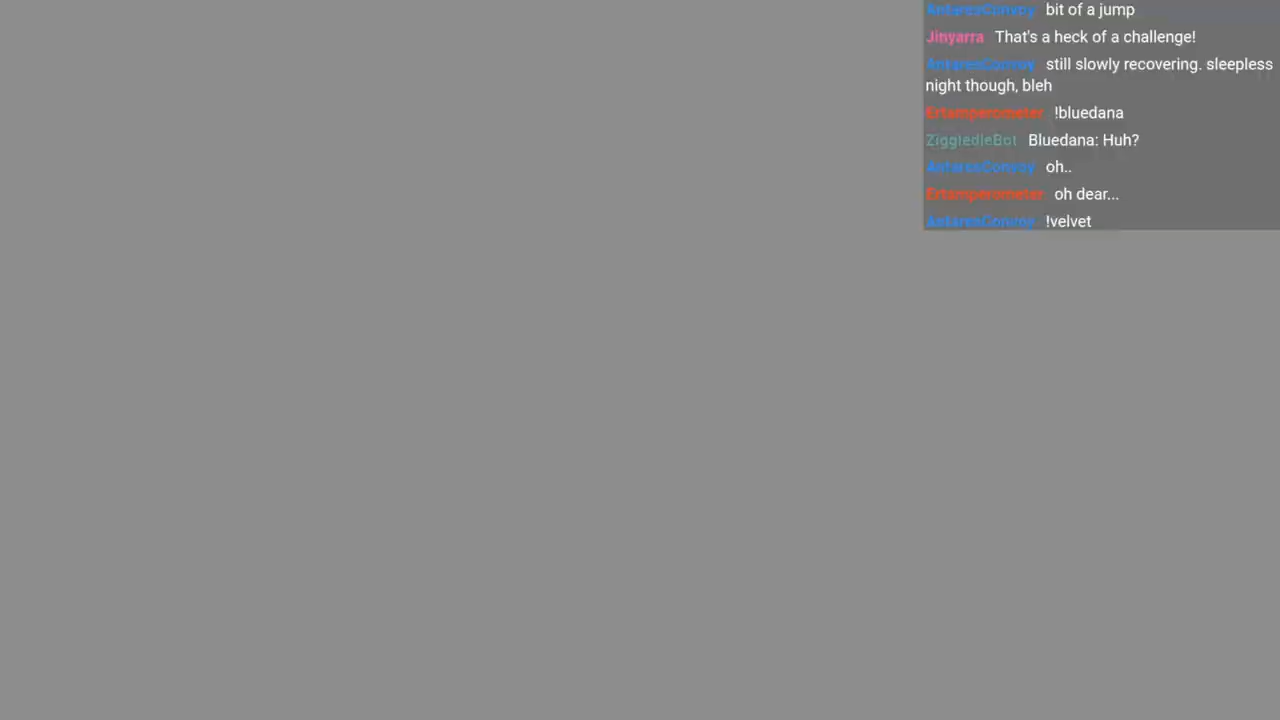 AntaresConvoy bit of a jump
Jinyarra That's a heck of a challenge!
AntaresConvoy still slowly recovering. sleepless
night though, bleh
Ertamperometer !bluedana
ZiggledieBot Bluedana: Huh?
AntaresConvoy oh..
Ertamperometer oh dear...
AntaresConvoy !velvet